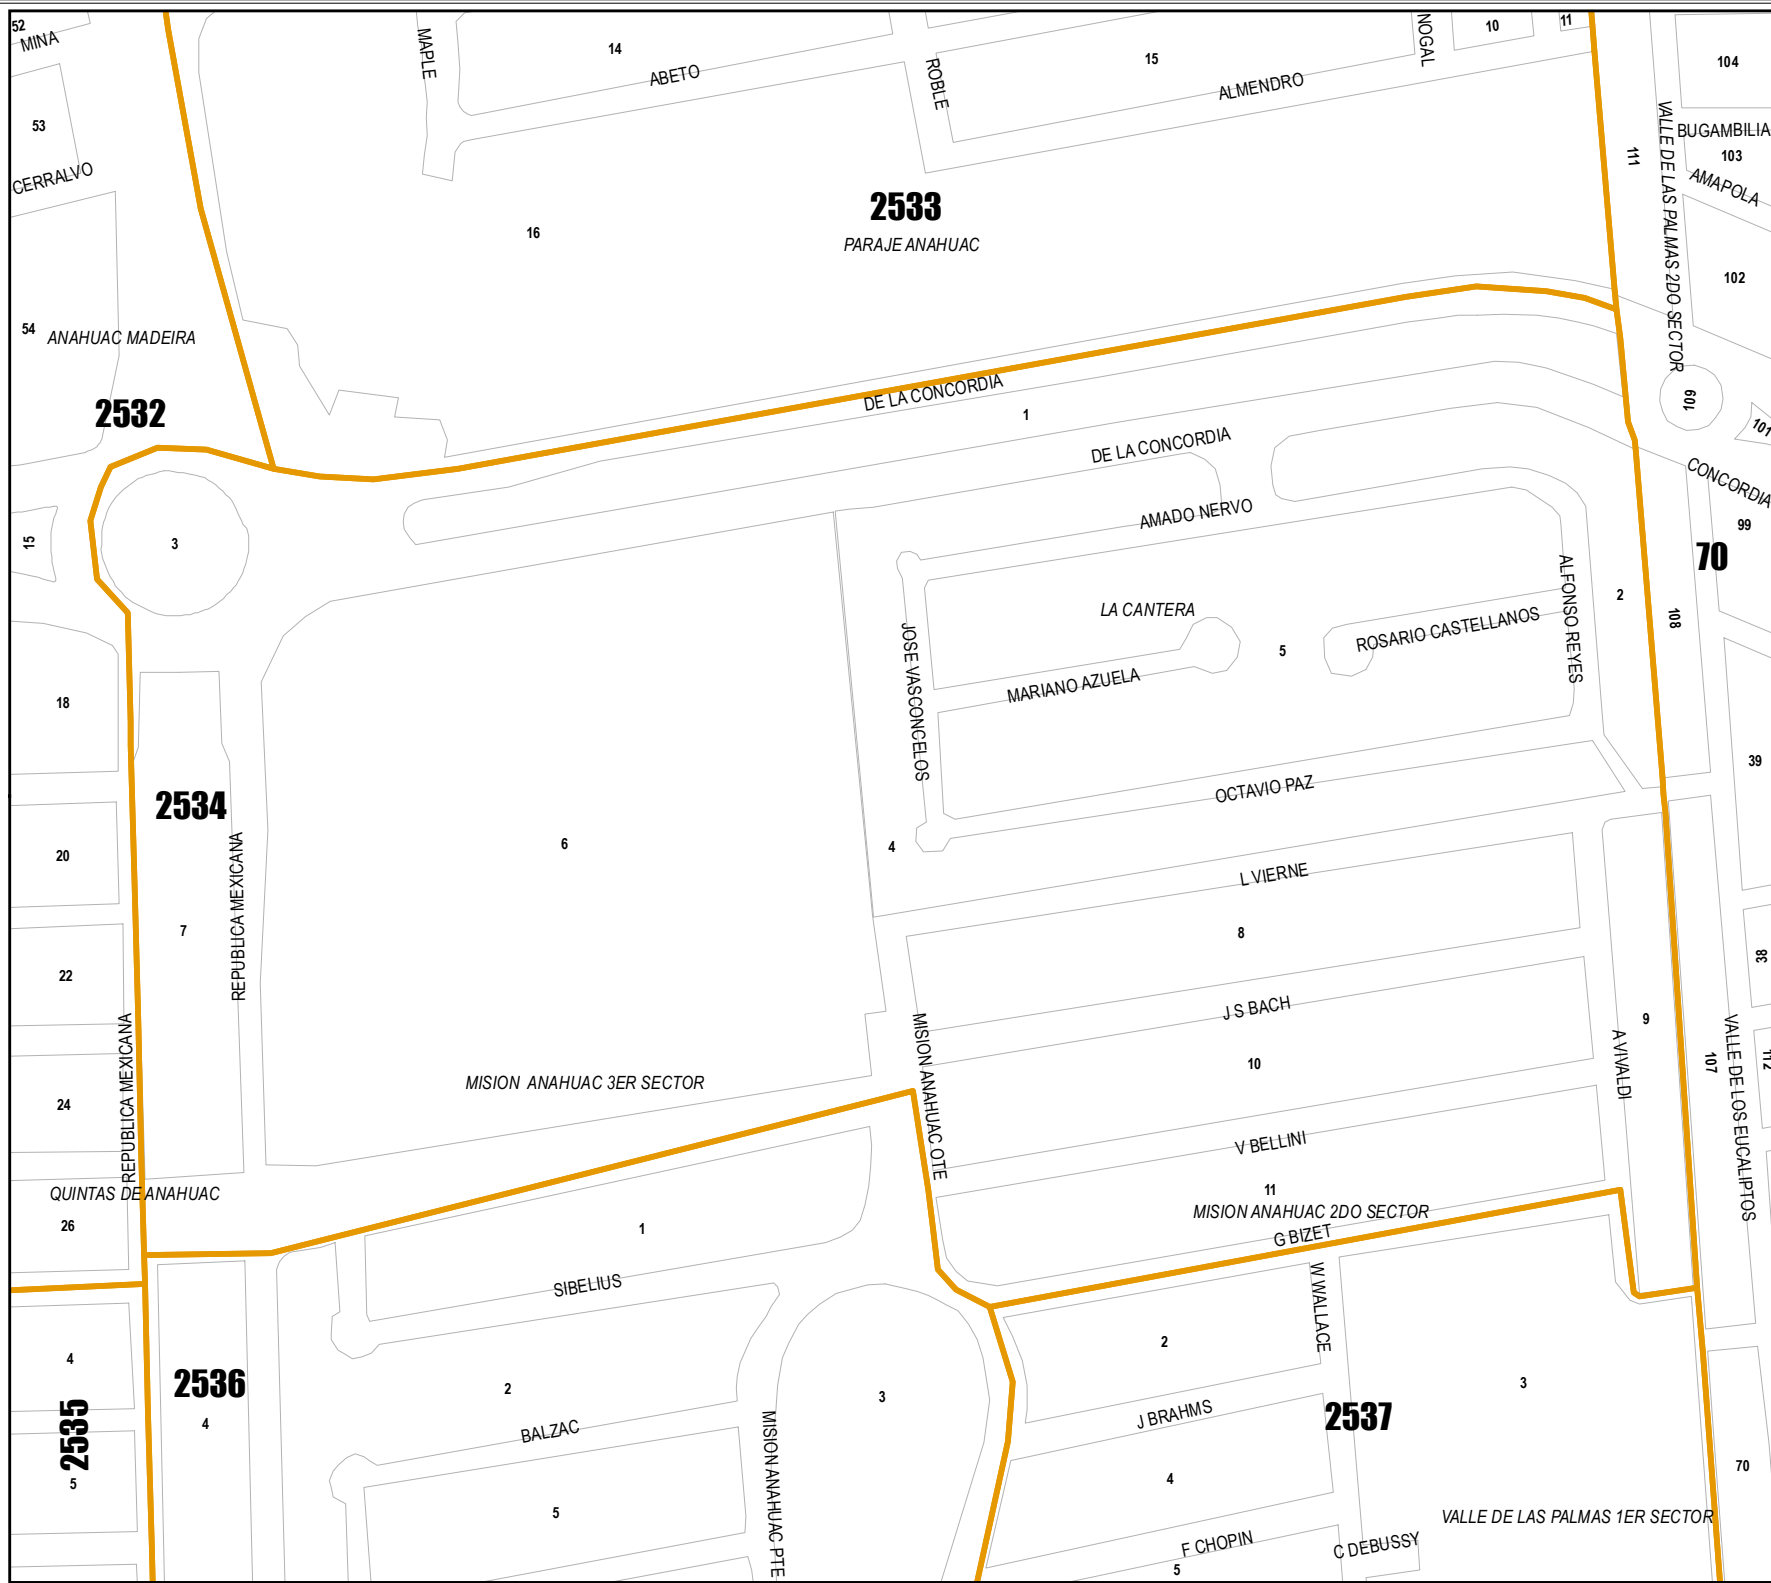 52
MINA
MAPLE
14
ABETO
ROBLE
15
NOGAL
10
11
ALMENDRO
104
53
CERRALVO
VALLE DE LAS PALMAS 2DO SECTOR
111
BUGAMBILIA
103
AMAPOLA
2533
PARAJE ANAHUAC
16
102
54
ANAHUAC MADEIRA
2532
DE LA CONCORDIA
1
109
101
DE LA CONCORDIA
CONCORDIA
15
3
AMADO NERVO
99
70
ALFONSO REYES
2
108
LA CANTERA
JOSE VASCONCELOS
5
ROSARIO CASTELLANOS
MARIANO AZUELA
18
39
OCTAVIO PAZ
2534
REPUBLICA MEXICANA
20
6
4
L VIERNE
7
8
38
22
J S BACH
9
MISION ANAHUAC OTE
REPUBLICA MEXICANA
10
A VIVALDI
107
VALLE DE LOS EUCALIPTOS
112
MISION ANAHUAC 3ER SECTOR
24
V BELLINI
QUINTAS DE ANAHUAC
11
MISION ANAHUAC 2DO SECTOR
26
1
G BIZET
SIBELIUS
W WALLACE
2
4
2536
2
3
3
2535
4
BALZAC
MISION ANAHUAC PTE
J BRAHMS
2537
5
5
4
70
VALLE DE LAS PALMAS 1ER SECTOR
F CHOPIN
C DEBUSSY
5